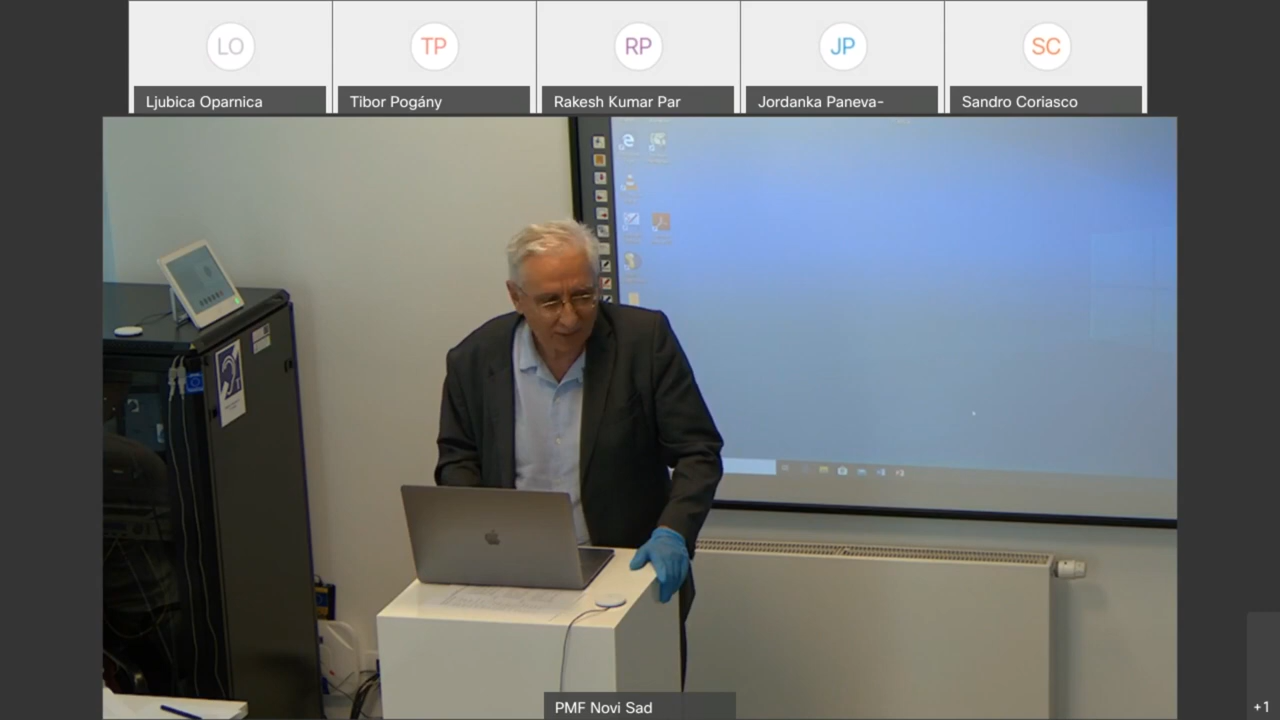 LO
TP
RP
JP
SC
Ljubica Oparnica
Tibor Pogány
Rakesh Kumar Par
Jordanka Paneva-
Sandro Coriasco
PMF Novi Sad
+1